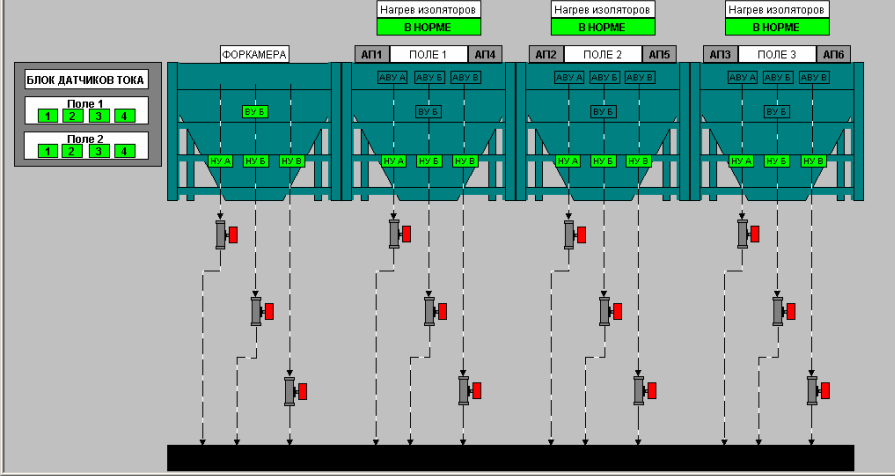 Нагрев изоляторов Нагрев изоляторов Нагрев изоляторов
В НОРМЕ В НОРМЕ В НОРМЕ
ФОРКАМЕРА АП1 ПОЛЕ 1 АП4 АП2 ПОЛЕ 2 АП5 АП3 ПОЛЕ 3 АП6
БЛОК ДАТЧИКОВ ТОКА
АВУ А АВУ Б АВУ В АВУ А АВУ Б АВУ В АВУ А АВУ Б АВУ В
Поле 1
1 2 3 4
ВУ Б ВУ Б ВУ Б ВУ Б
Поле 2
1 2 3 4
НУ А НУ Б НУ В НУ А НУ Б НУ В НУ А НУ Б НУ В НУ А НУ Б НУ В